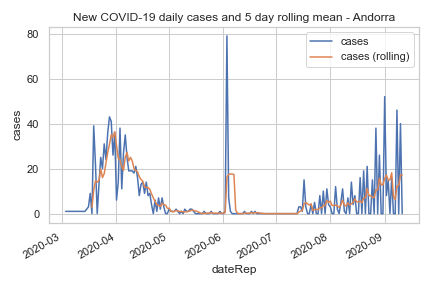 New COVID-19 daily cases and 5 day rolling mean - Andorra
cases
cases (rolling)
80
60
40
20
0
cases
2020-03
2020-04
2020-05
2020-06
2020-07
2020-08
2020-09
dateRep